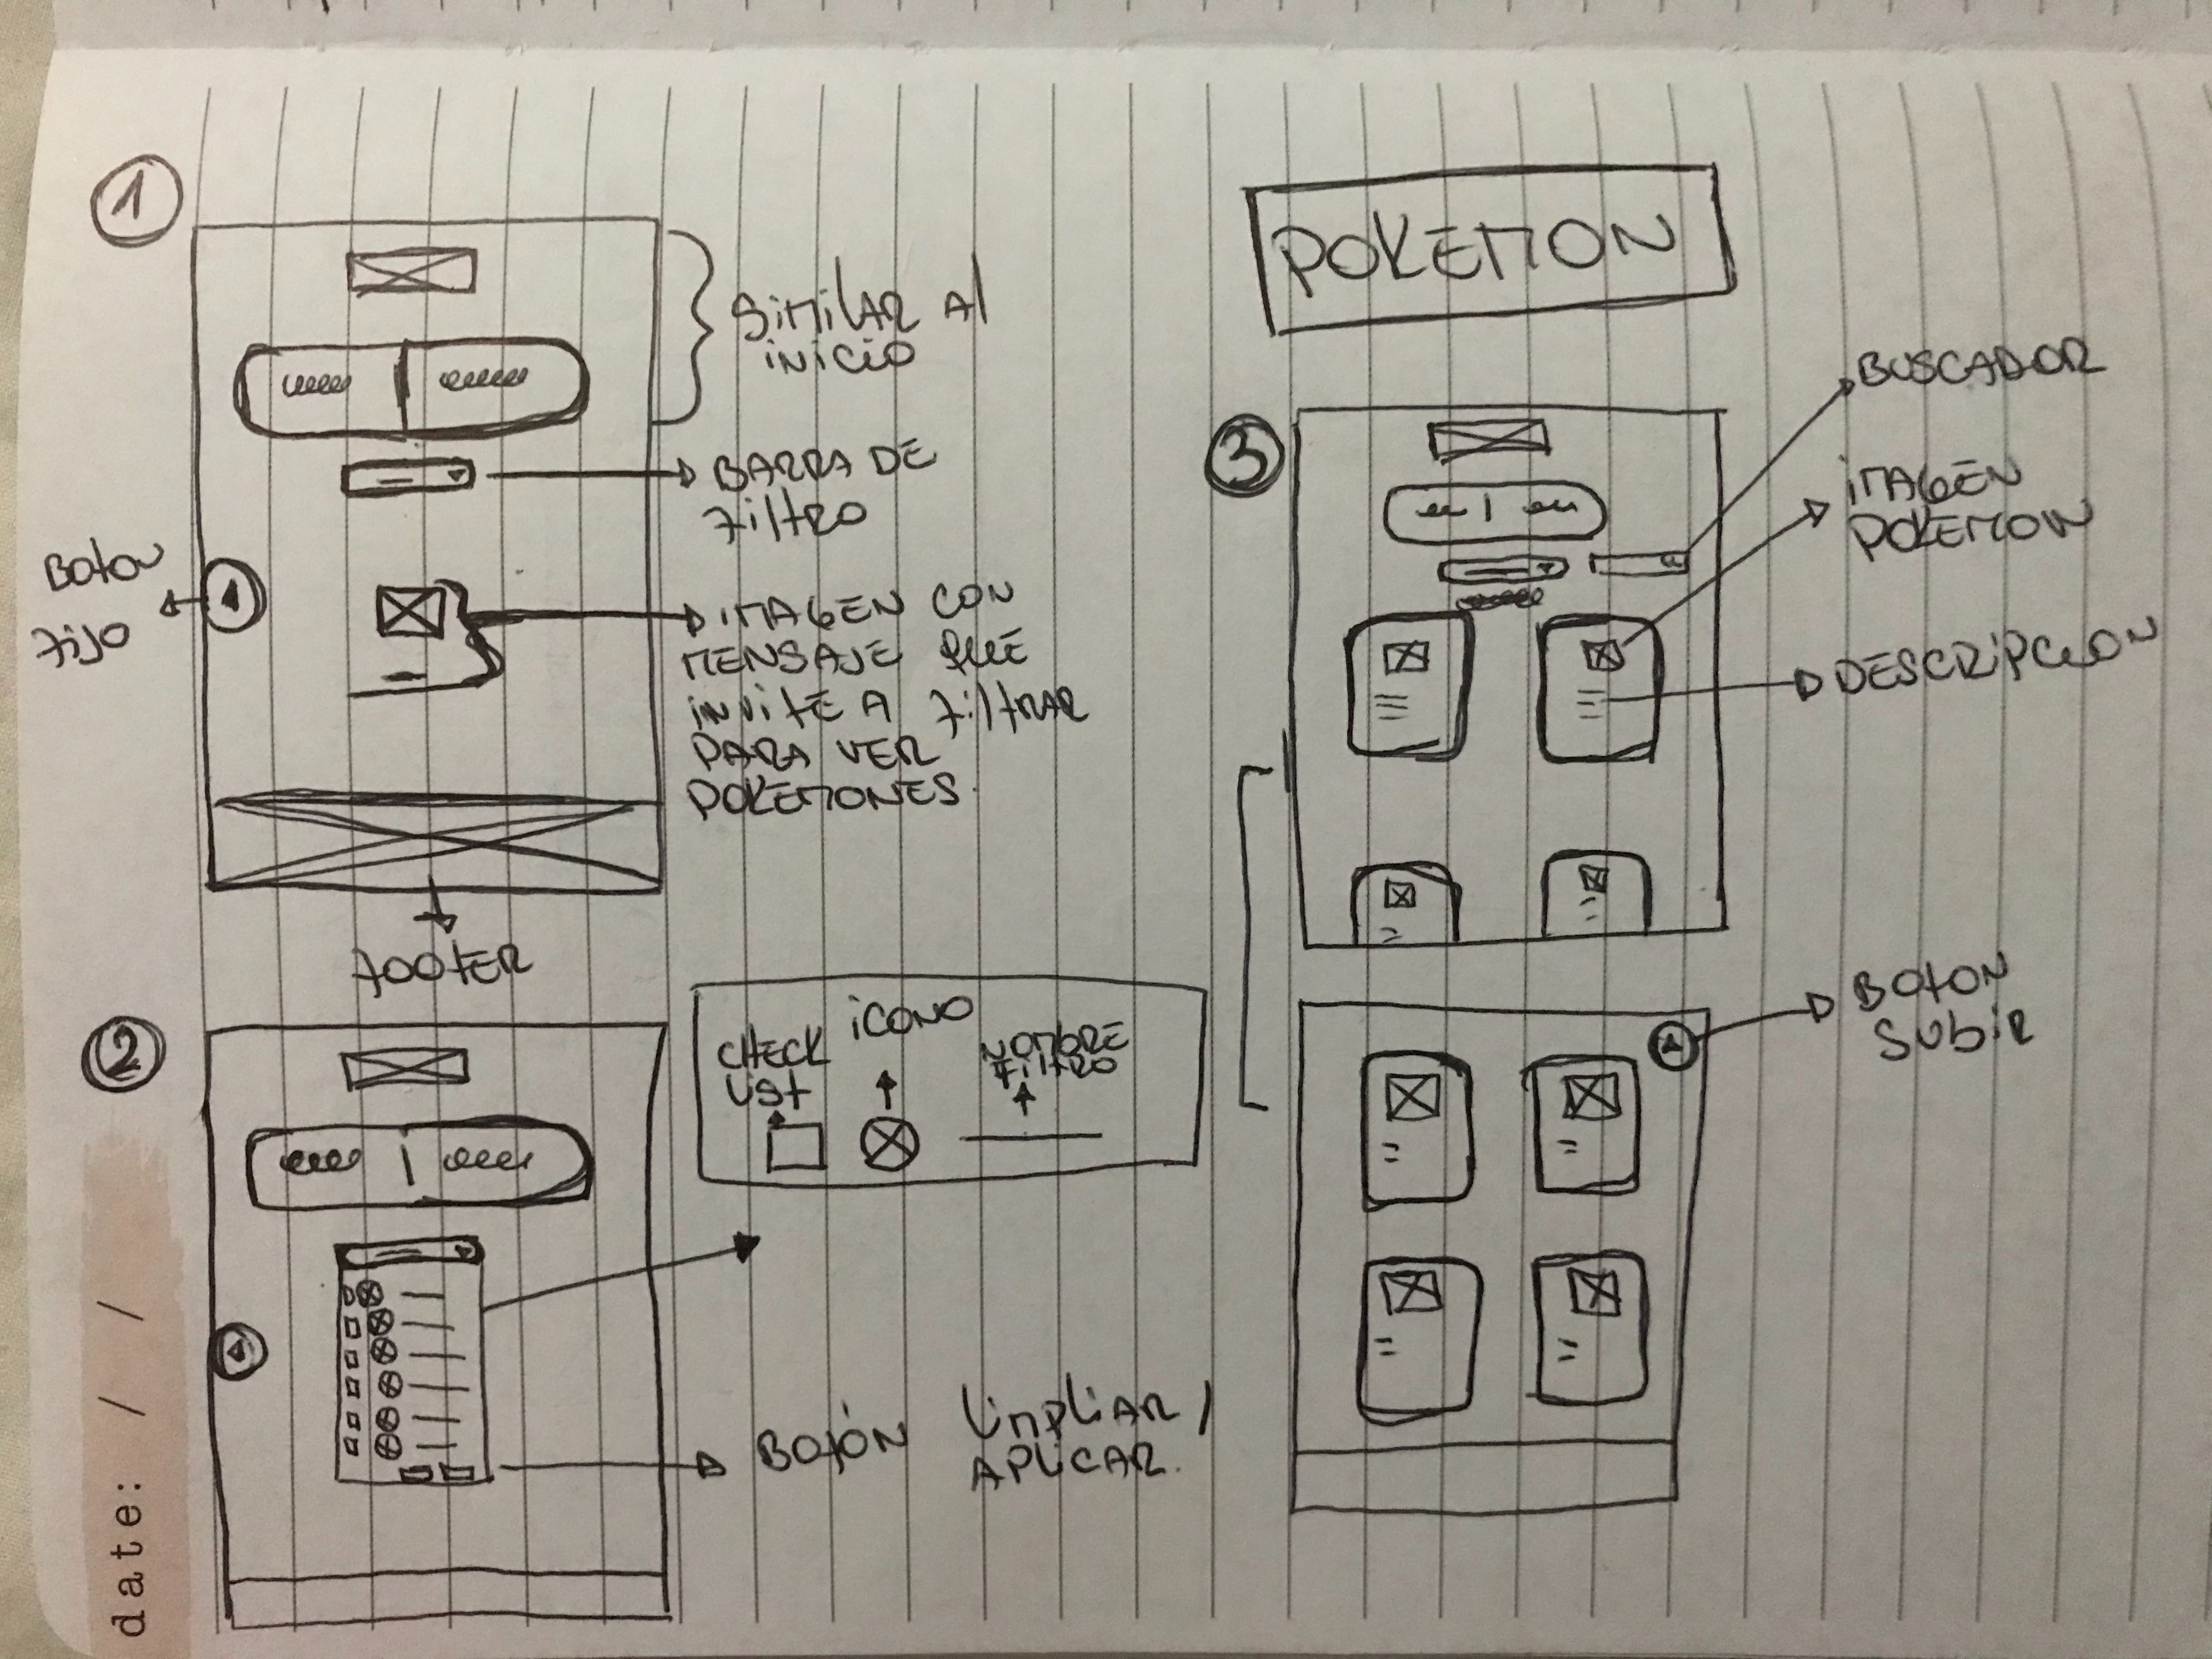 1
SiMilAR Al
iNiCiO
BARRA DE
FiltRO
BOtON
FiJO
iMAGEN CON
MENSAJE QUE
iNViTE A FiltRAR
PARA VER
POKEMONES.
FOOtER
2
CHECK
LiSt
iCONO
NOMBRE
FiltRO
BOtÓN LiMPiAR /
APLiCAR.
POKEMON
3
BUSCADOR
iMAGEN
POKEMON
DESCRiPCiON
BOtON
SUbiR
date: / /